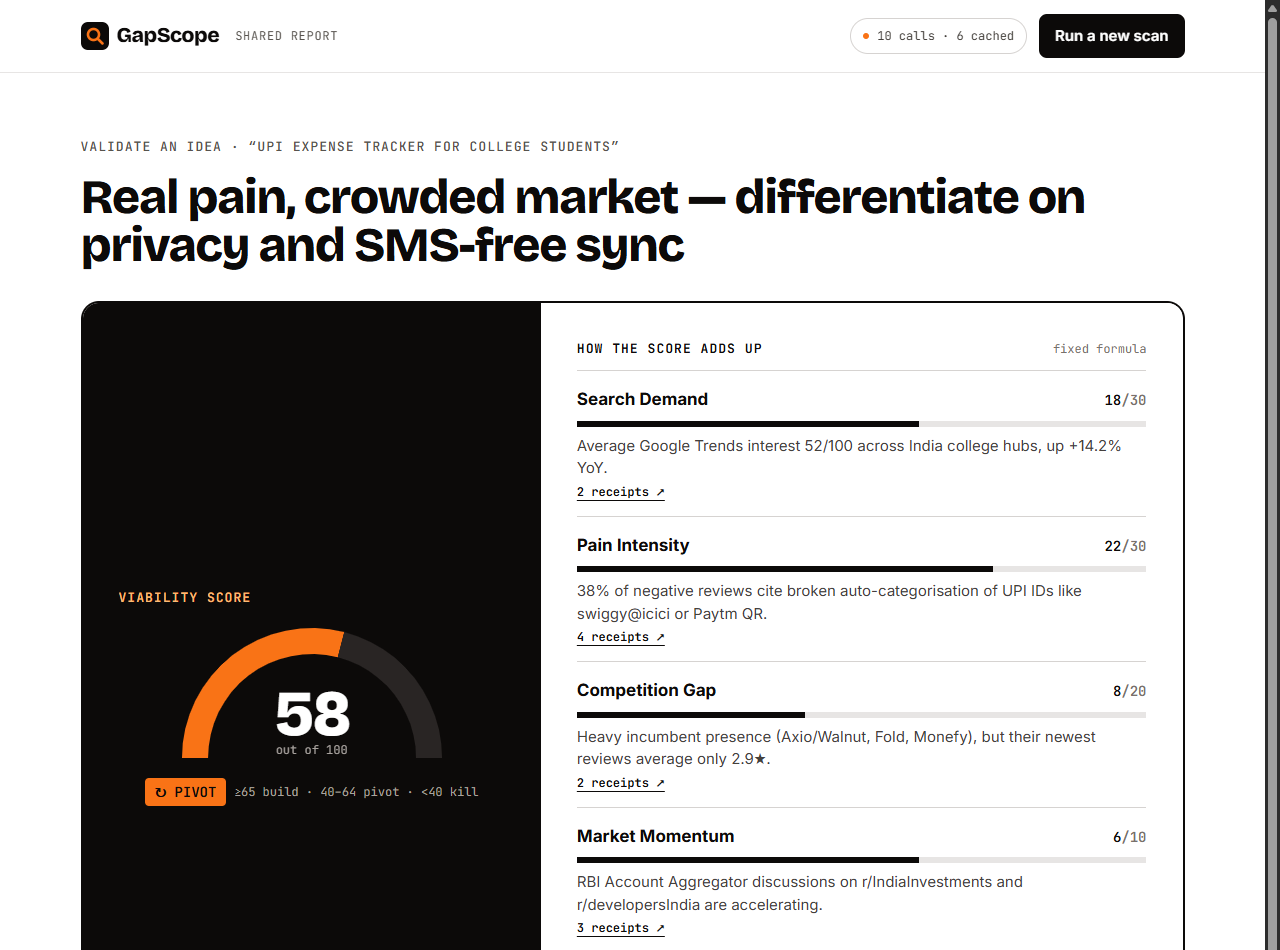 GapScope SHARED REPORT
10 calls · 6 cached
Run a new scan
VALIDATE AN IDEA · “UPI EXPENSE TRACKER FOR COLLEGE STUDENTS”
Real pain, crowded market — differentiate on
privacy and SMS-free sync
VIABILITY SCORE
58
out of 100
↻ PIVOT ≥65 build · 40–64 pivot · <40 kill
HOW THE SCORE ADDS UP fixed formula
Search Demand 18/30
Average Google Trends interest 52/100 across India college hubs, up +14.2%
YoY.
2 receipts ↗
Pain Intensity 22/30
38% of negative reviews cite broken auto-categorisation of UPI IDs like
swiggy@icici or Paytm QR.
4 receipts ↗
Competition Gap 8/20
Heavy incumbent presence (Axio/Walnut, Fold, Monefy), but their newest
reviews average only 2.9★.
2 receipts ↗
Market Momentum 6/10
RBI Account Aggregator discussions on r/IndiaInvestments and
r/developersIndia are accelerating.
3 receipts ↗